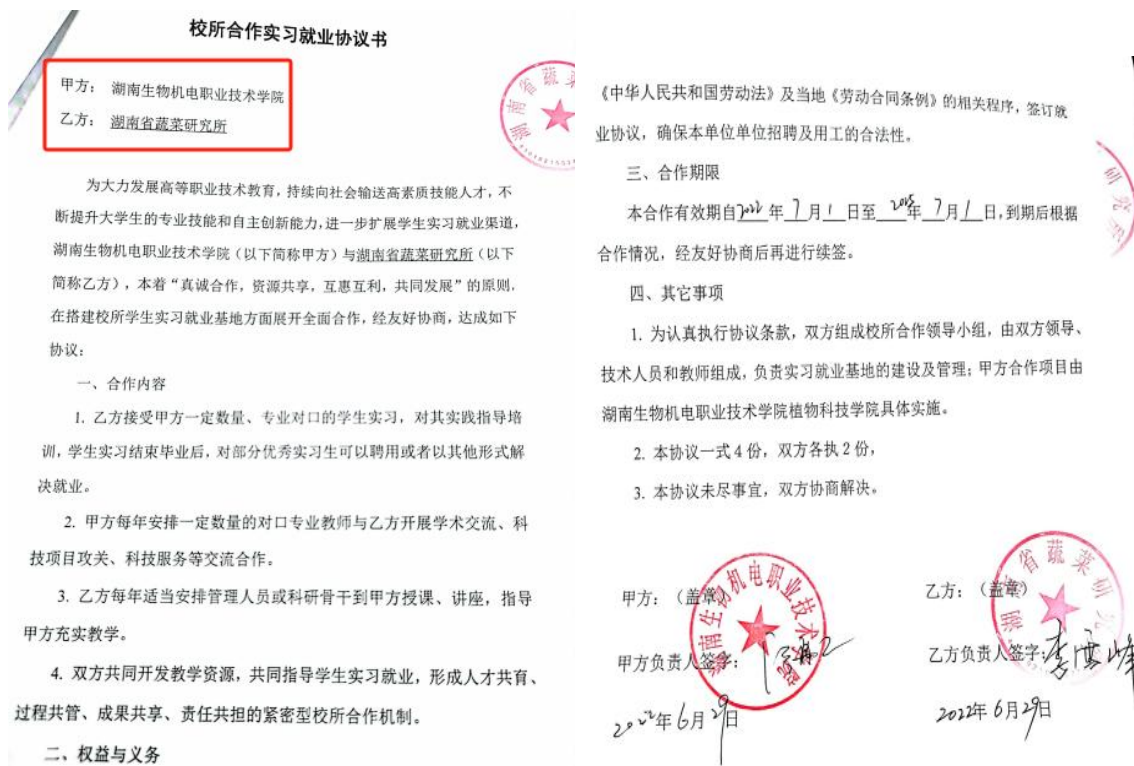 校所合作实习就业协议书
甲方： 湖南生物机电职业技术学院
乙方： 湖南省蔬菜研究所
为大力发展高等职业技术教育，持续向社会输送高素质技能人才，不
断提升大学生的专业技能和自主创新能力，进一步扩展学生实习就业渠道，
湖南生物机电职业技术学院（以下简称甲方）与湖南省蔬菜研究所（以下
简称乙方），本着“真诚合作，资源共享，互惠互利，共同发展”的原则，
在搭建校所学生实习就业基地方面展开全面合作，经友好协商，达成如下
协议：
一、合作内容
1. 乙方接受甲方一定数量、专业对口的学生实习，对其实践指导培
训，学生实习结束毕业后，对部分优秀实习生可以聘用或者以其他形式解
决就业。
2. 甲方每年安排一定数量的对口专业教师与乙方开展学术交流、科
技项目攻关、科技服务等交流合作。
3. 乙方每年适当安排管理人员或科研骨干到甲方授课、讲座，指导
甲方充实教学。
4. 双方共同开发教学资源，共同指导学生实习就业，形成人才共育、
过程共管、成果共享、责任共担的紧密型校所合作机制。
二、权益与义务
湖南省蔬菜
《中华人民共和国劳动法》及当地《劳动合同条例》的相关程序，签订就
业协议，确保本单位单位招聘及用工的合法性。
三、合作期限
本合作有效期自2022年7月1日至2025年7月1日，到期后根据
合作情况，经友好协商后再进行续签。
四、其它事项
1. 为认真执行协议条款，双方组成校所合作领导小组，由双方领导、
技术人员和教师组成，负责实习就业基地的建设及管理；甲方合作项目由
湖南生物机电职业技术学院植物科技学院具体实施。
2. 本协议一式4份，双方各执2份，
3. 本协议未尽事宜，双方协商解决。
甲方：（盖章）
湖南生物机电职业技术学院
甲方负责人签字：
2022年6月29日
乙方：（盖章）
湖南省蔬菜研究所
乙方负责人签字：李雪峰
2022年6月29日